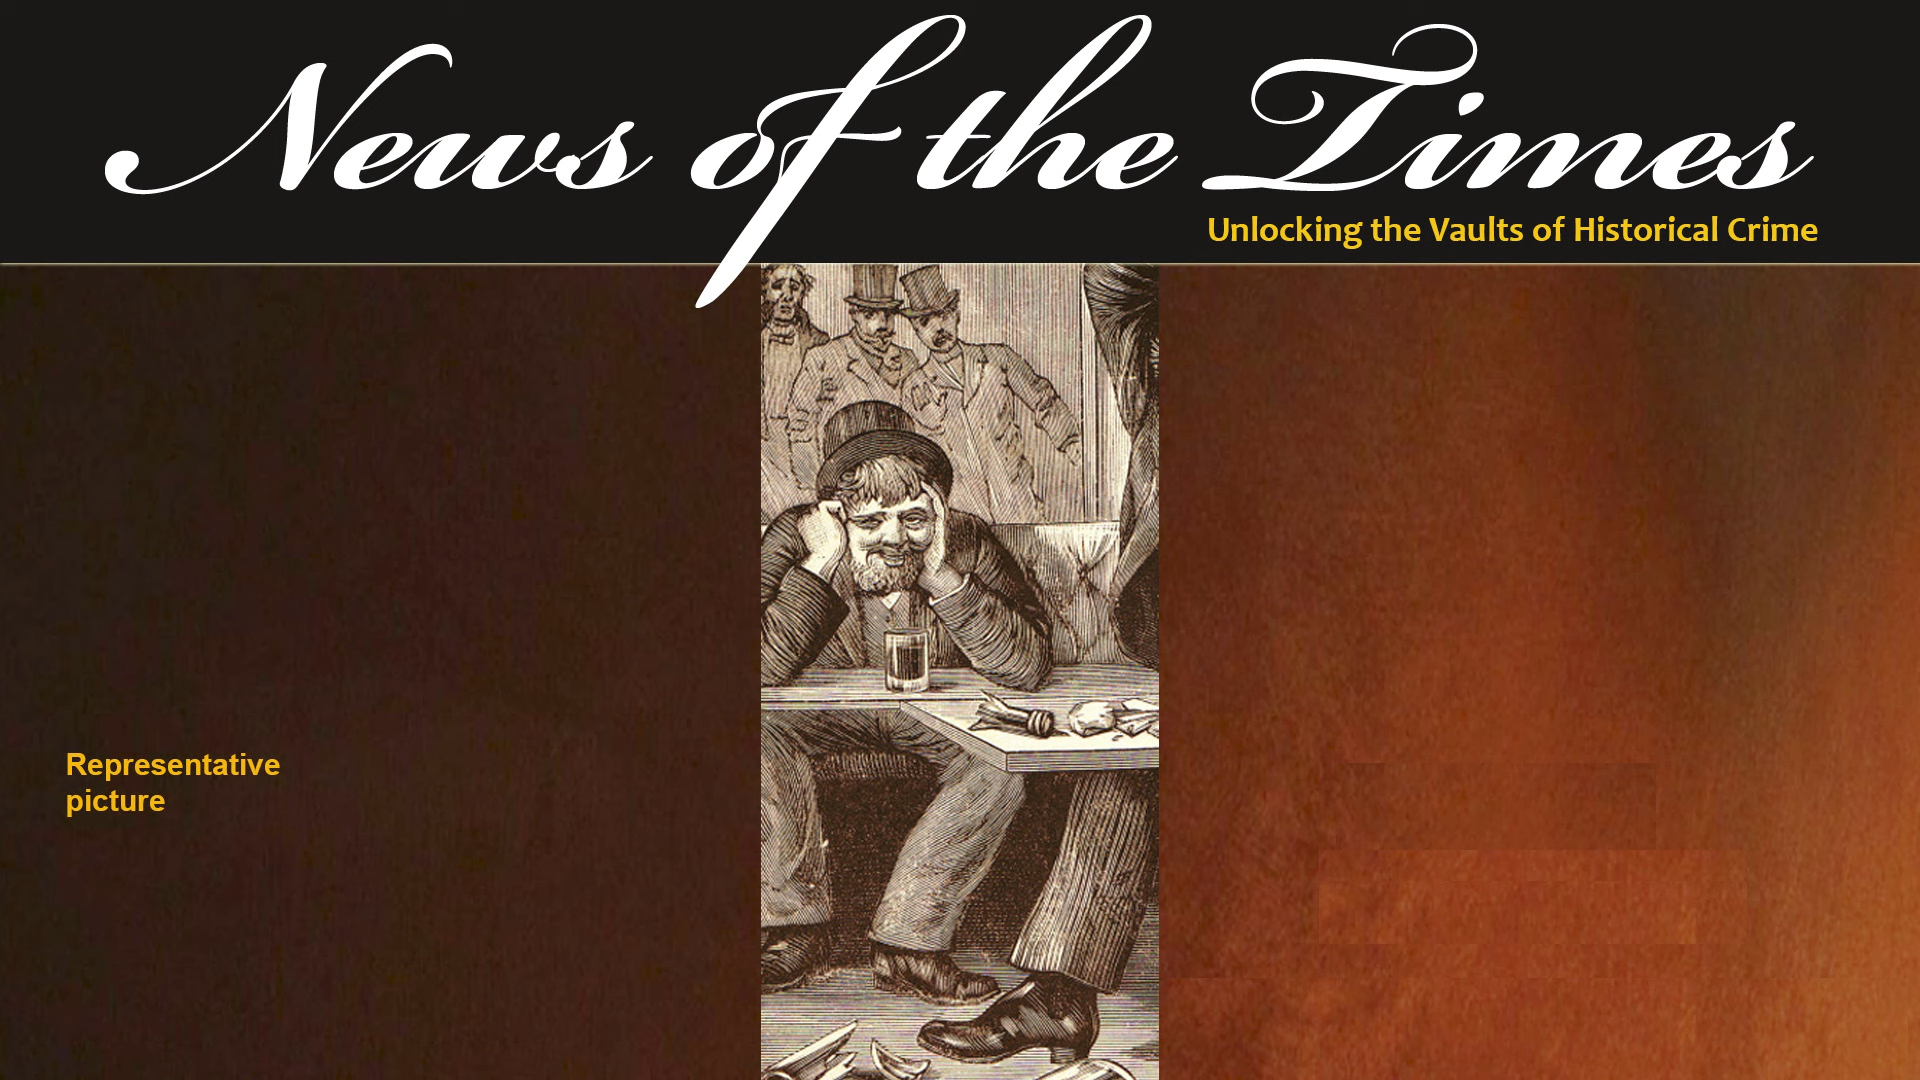 News of the Times
Unlocking the Vaults of Historical Crime
Representative
picture